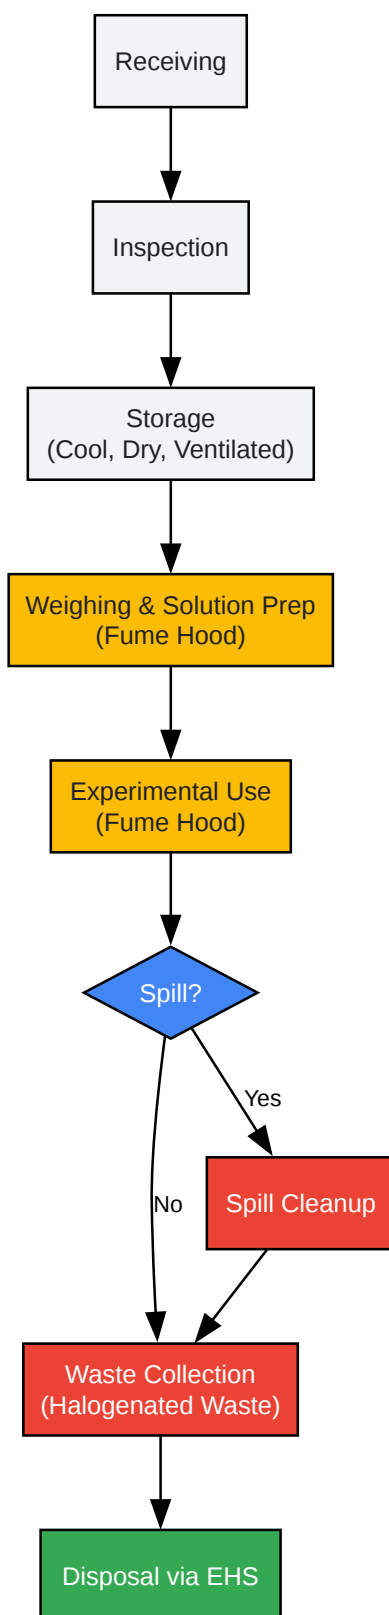 Receiving
Inspection
Storage
(Cool, Dry, Ventilated)
Weighing & Solution Prep
(Fume Hood)
Experimental Use
(Fume Hood)
Spill?
Yes
Spill Cleanup
No
Waste Collection
(Halogenated Waste)
Disposal via EHS